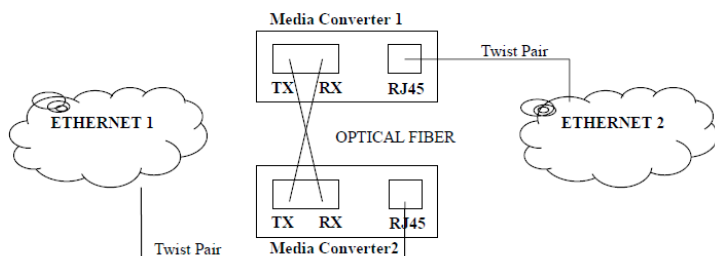 Media Converter 1
Twist Pair
TX RX RJ45
ETHERNET 1
ETHERNET 2
OPTICAL FIBER
TX RX RJ45
Media Converter2
Twist Pair